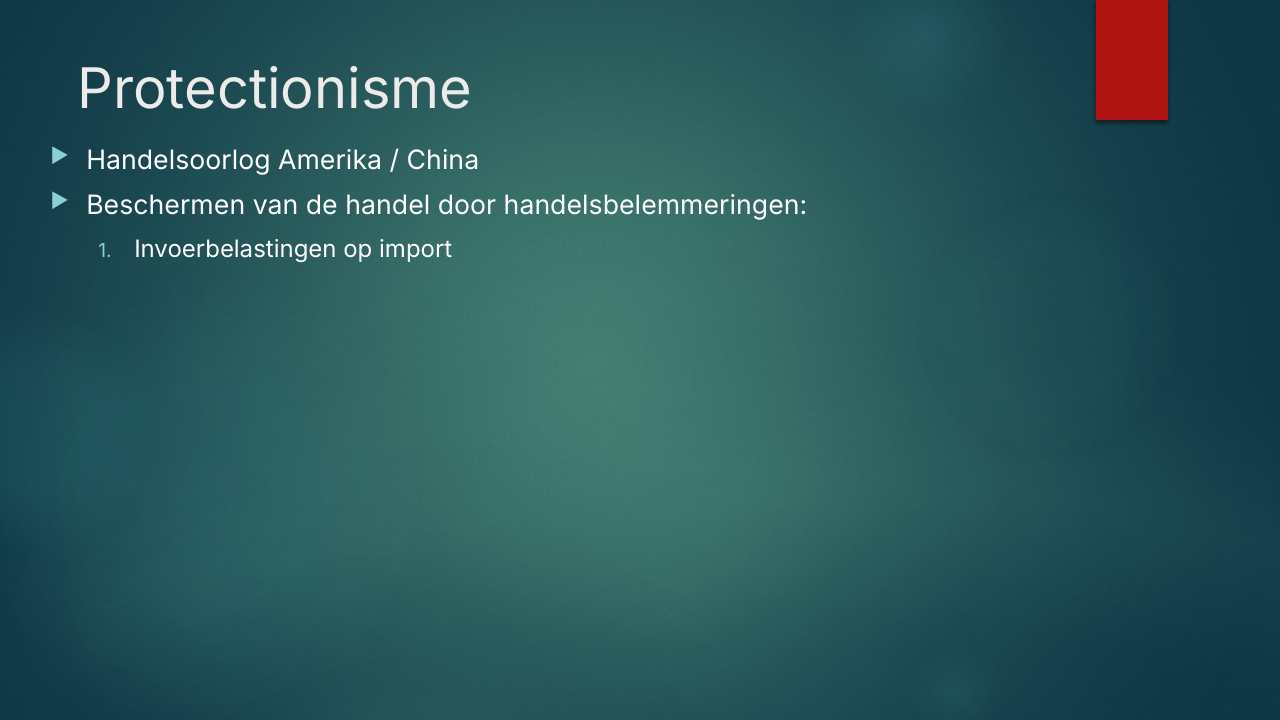 Protectionisme
Handelsoorlog Amerika / China
Beschermen van de handel door handelsbelemmeringen:
1. Invoerbelastingen op import